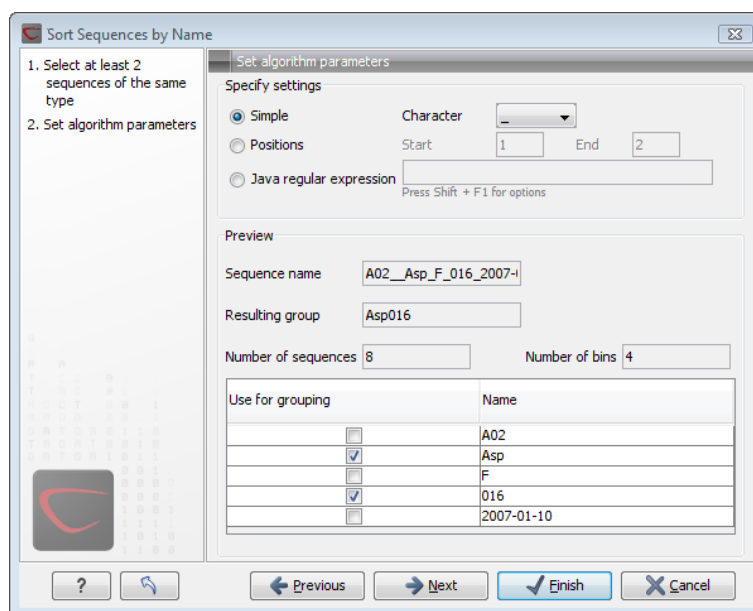 Sort Sequences by Name
1. Select at least 2
sequences of the same
type
2. Set algorithm parameters
Set algorithm parameters
Specify settings
Simple Character _
Positions Start 1 End 2
Java regular expression
Press Shift + F1 for options
Preview
Sequence name A02__Asp_F_016_2007-
Resulting group Asp016
Number of sequences 8 Number of bins 4
Use for grouping Name
A02
Asp
F
016
2007-01-10
? Previous Next Finish Cancel